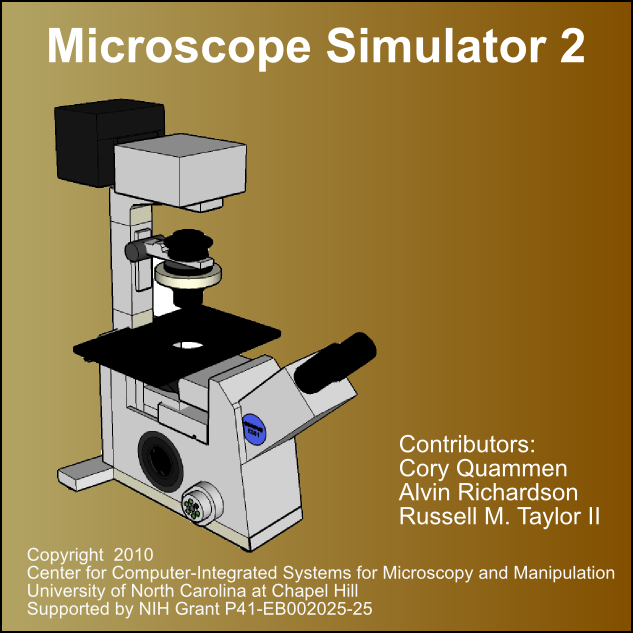 Microscope Simulator 2
Contributors:
Cory Quammen
Alvin Richardson
Russell M. Taylor II
Copyright  2010
Center for Computer-Integrated Systems for Microscopy and Manipulation
University of North Carolina at Chapel Hill
Supported by NIH Grant P41-EB002025-25